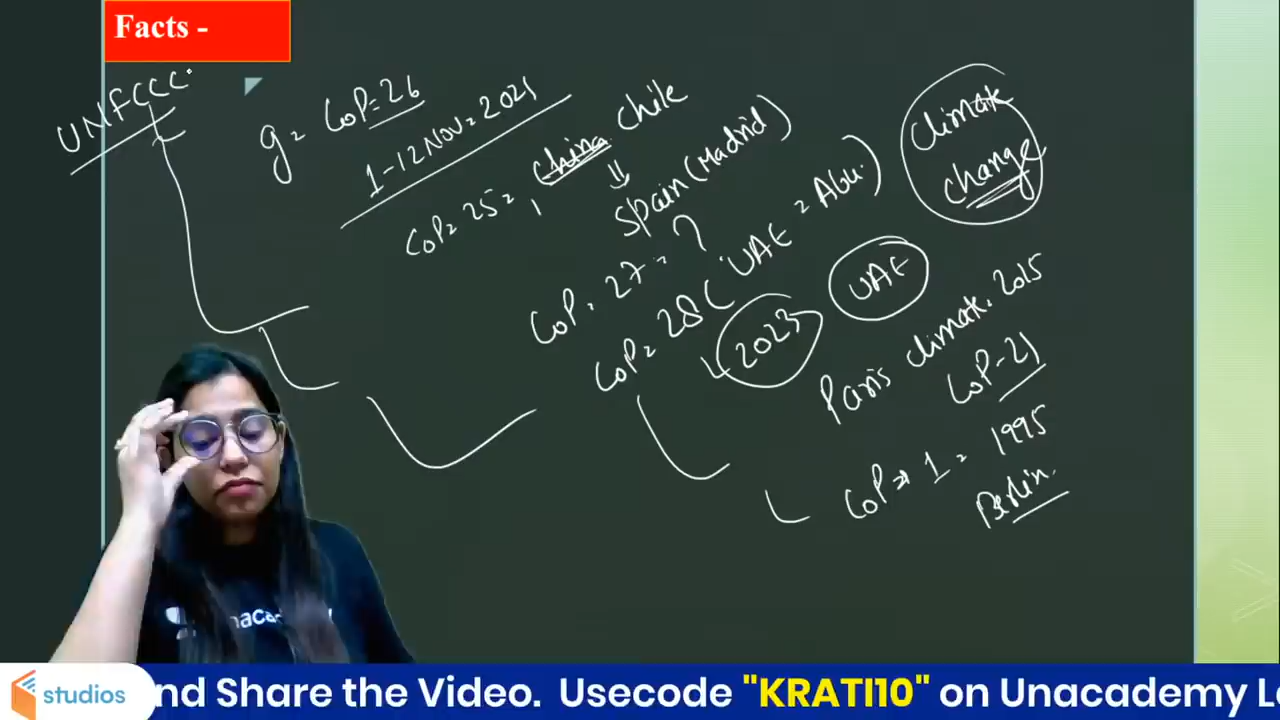 Facts -
UNFCCC
g = CoP = 26
1-12 NOV = 2021
CoP = 25 = china chile
Spain (Madrid)
CoP = 27 = ?
CoP = 28 ( UAE = Abu. )
2023
UAE
climate
change
Paris climate. 2015
CoP-21
CoP 1 = 1995
Berlin.
unacademy
studios
nd Share the Video. Usecode "KRATI10" on Unacademy L